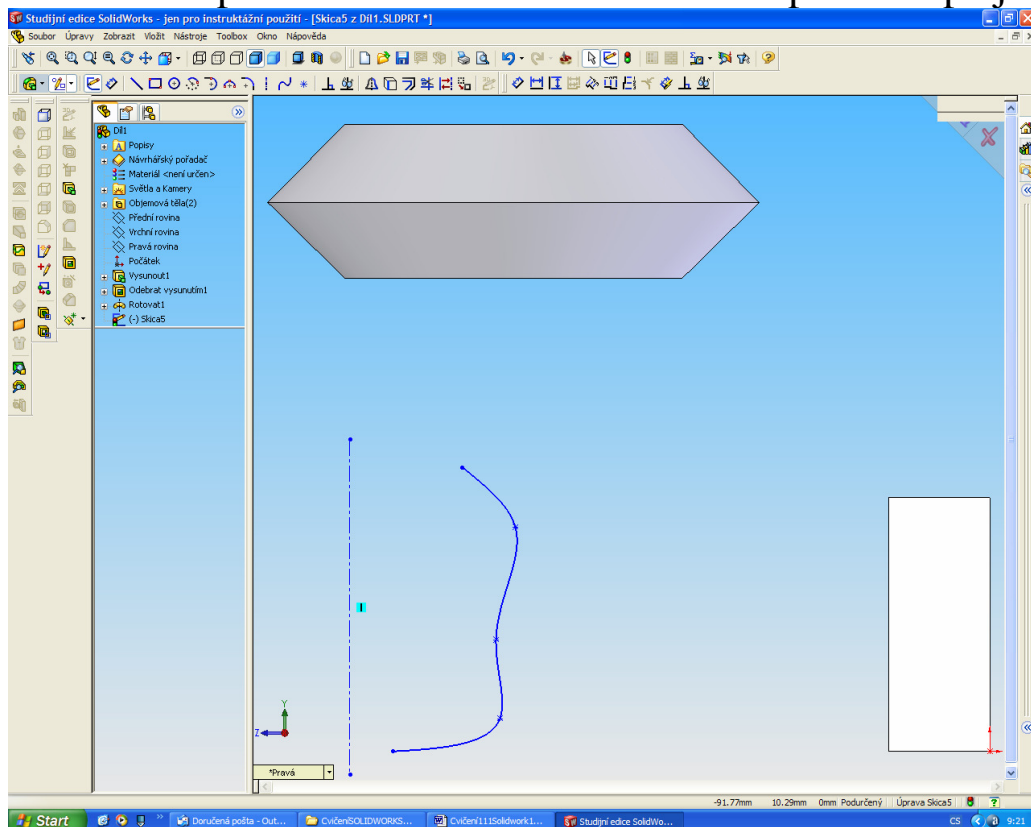 Studijní edice SolidWorks - jen pro instruktážní použití - [Skica5 z Díl1.SLDPRT *]
Soubor Úpravy Zobrazit Vložit Nástroje Toolbox Okno Nápověda
Díl1
Popisy
Návrhářský pořadač
Materiál <není určen>
Světla a Kamery
Objemová těla(2)
Přední rovina
Vrchní rovina
Pravá rovina
Počátek
Vysunout1
Odebrat vysunutím1
Rotovat1
(-) Skica5
Y
Z
*Pravá
-91.77mm 10.29mm 0mm Podurčený Úprava Skica5
Start Doručená pošta - Out... CvičeníSOLIDWORKS... Cvičení111Solidwork1... Studijní edice SolidWo... CS 9:21